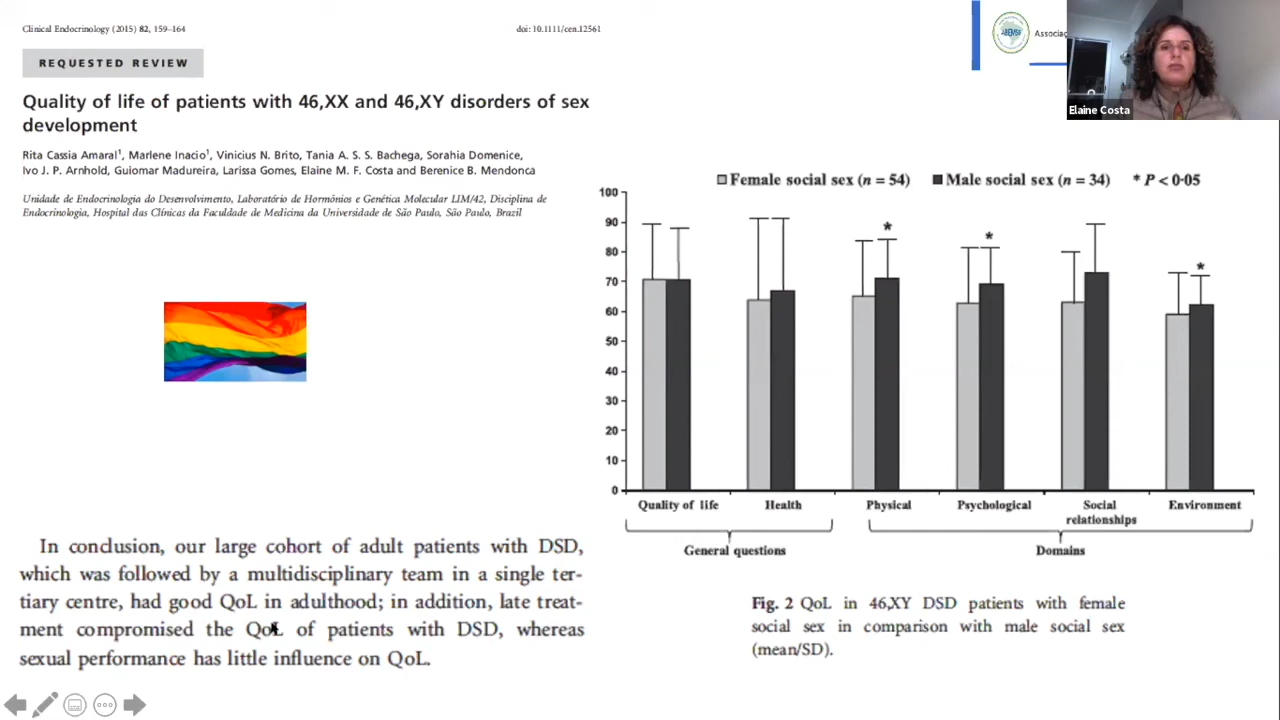 Clinical Endocrinology (2015) 82, 159–164
doi: 10.1111/cen.12561
REQUESTED REVIEW
Quality of life of patients with 46,XX and 46,XY disorders of sex
development
Rita Cassia Amaral¹, Marlene Inacio¹, Vinicius N. Brito, Tania A. S. S. Bachega, Sorahia Domenice,
Ivo J. P. Arnhold, Guiomar Madureira, Larissa Gomes, Elaine M. F. Costa and Berenice B. Mendonca
Unidade de Endocrinologia do Desenvolvimento, Laboratório de Hormônios e Genética Molecular LIM/42, Disciplina de
Endocrinologia, Hospital das Clínicas da Faculdade de Medicina da Universidade de São Paulo, São Paulo, Brazil
In conclusion, our large cohort of adult patients with DSD,
which was followed by a multidisciplinary team in a single ter-
tiary centre, had good QoL in adulthood; in addition, late treat-
ment compromised the QoL of patients with DSD, whereas
sexual performance has little influence on QoL.
Associaç
Elaine Costa
Female social sex (n = 54) Male social sex (n = 34) * P < 0·05
100
90
80
70
60
50
40
30
20
10
0
* * *
Quality of life Health Physical Psychological Social relationships Environment
General questions Domains
Fig. 2 QoL in 46,XY DSD patients with female
social sex in comparison with male social sex
(mean/SD).